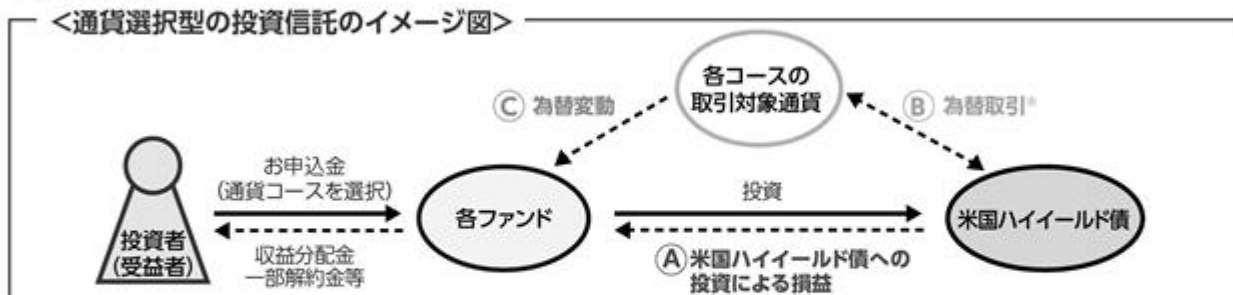 <通貨選択型の投資信託のイメージ図>
各コースの
取引対象通貨
Ⓒ 為替変動
Ⓑ 為替取引*
お申込金
(通貨コースを選択)
投資者
(受益者)
収益分配金
一部解約金等
各ファンド
投資
Ⓐ米国ハイイールド債への
投資による損益
米国ハイイールド債